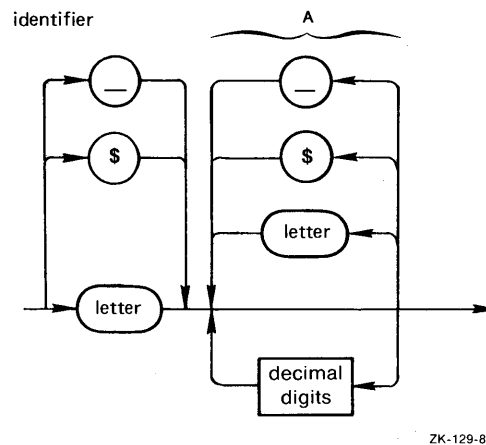 identifier
A
_
_
$
$
letter
letter
decimal
digits
ZK-129-8